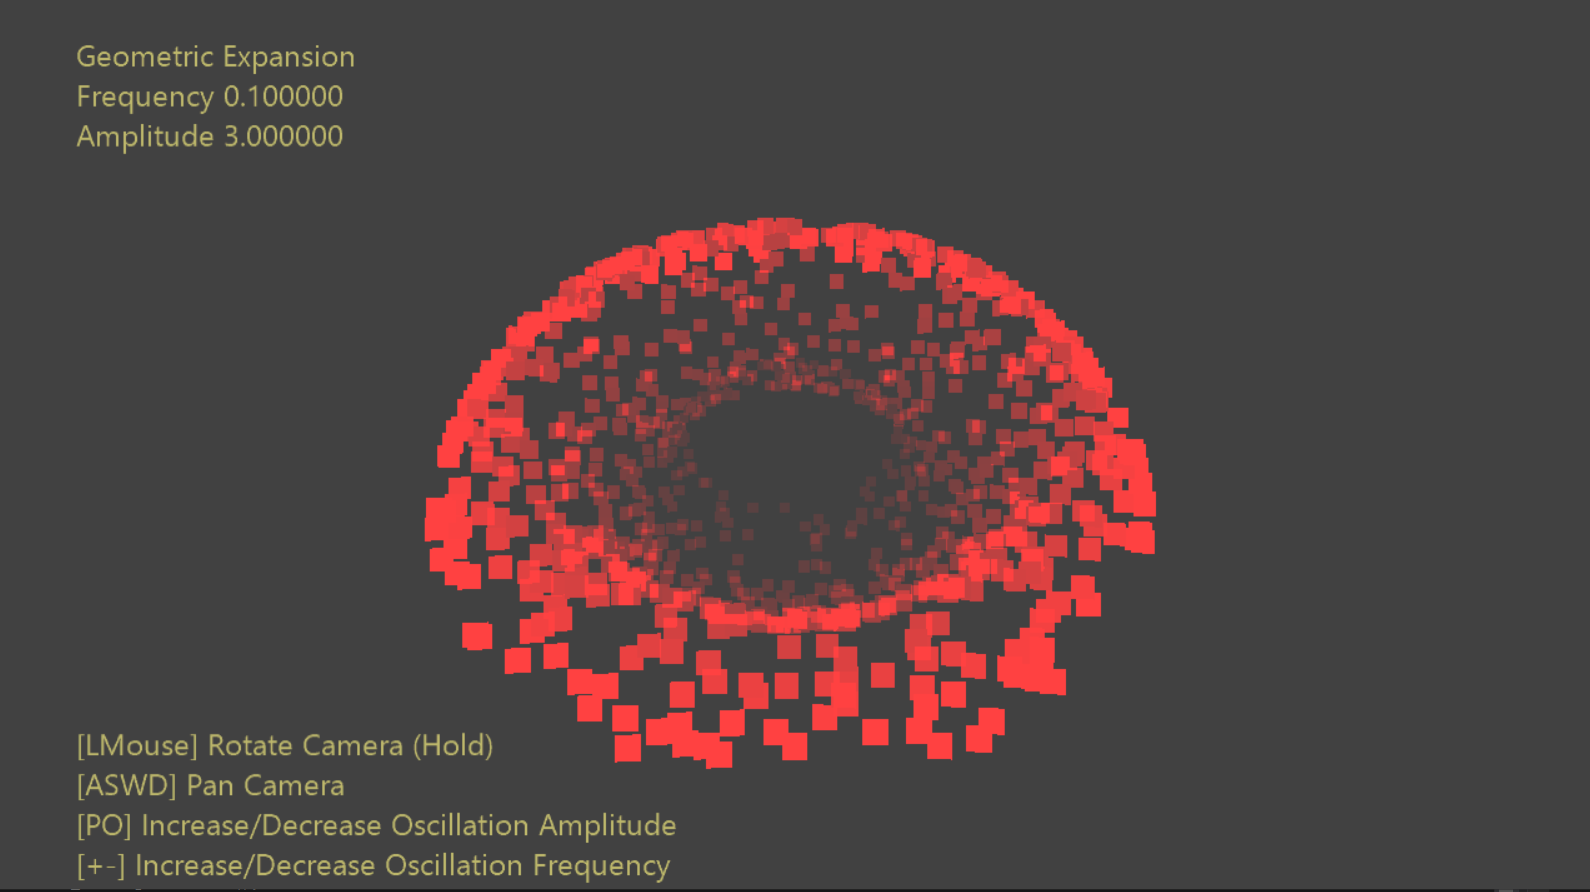 Geometric Expansion
Frequency 0.100000
Amplitude 3.000000
[LMouse] Rotate Camera (Hold)
[ASWD] Pan Camera
[PO] Increase/Decrease Oscillation Amplitude
[+-] Increase/Decrease Oscillation Frequency